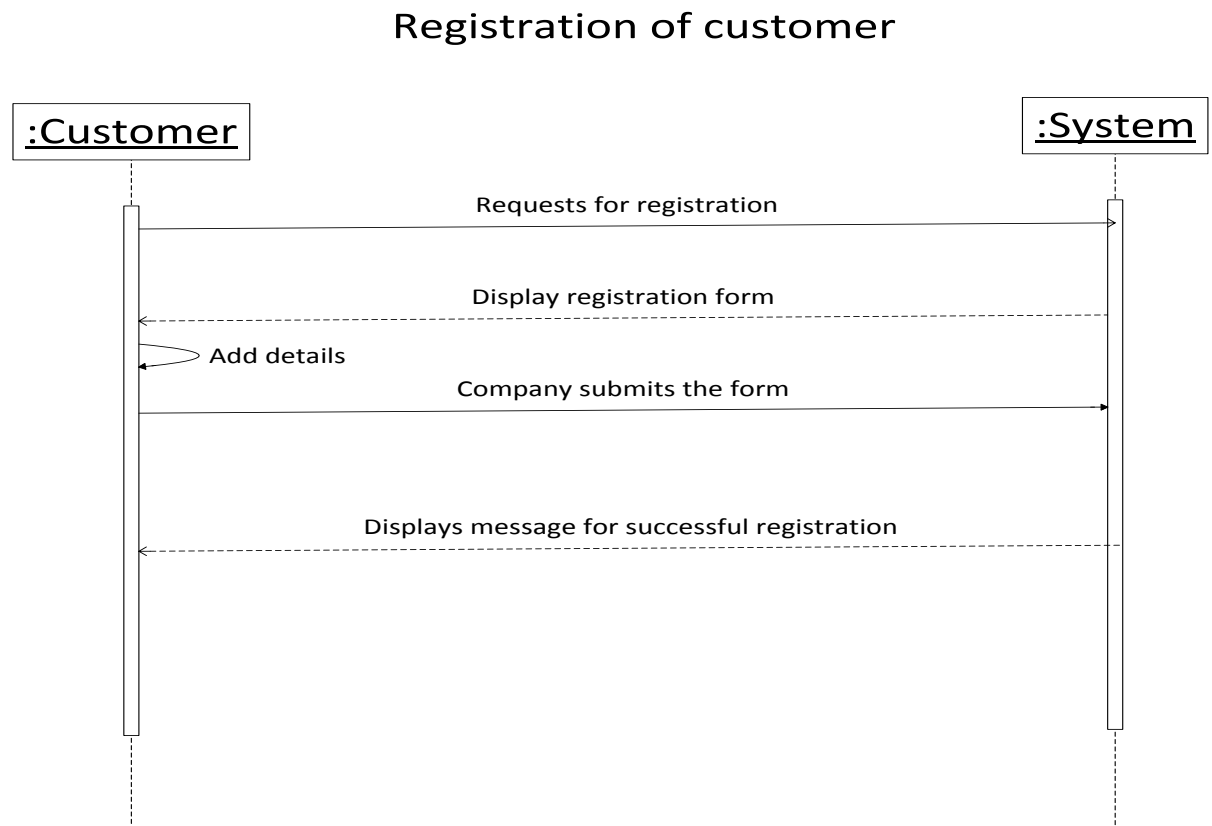 Registration of customer
:Customer
:System
Requests for registration
Display registration form
Add details
Company submits the form
Displays message for successful registration